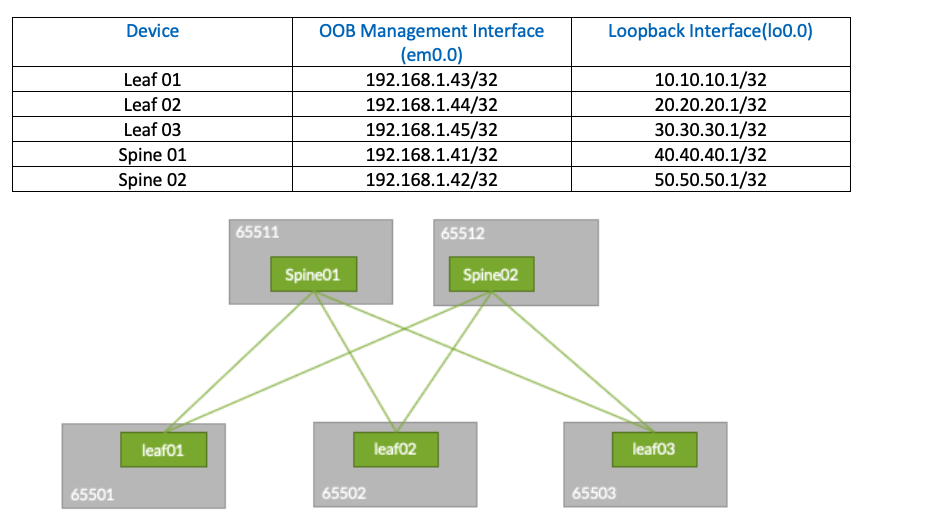 Device OOB Management Interface Loopback Interface(lo0.0)
(em0.0)
Leaf 01 192.168.1.43/32 10.10.10.1/32
Leaf 02 192.168.1.44/32 20.20.20.1/32
Leaf 03 192.168.1.45/32 30.30.30.1/32
Spine 01 192.168.1.41/32 40.40.40.1/32
Spine 02 192.168.1.42/32 50.50.50.1/32
65511 65512
Spine01 Spine02
leaf01 leaf02 leaf03
65501 65502 65503